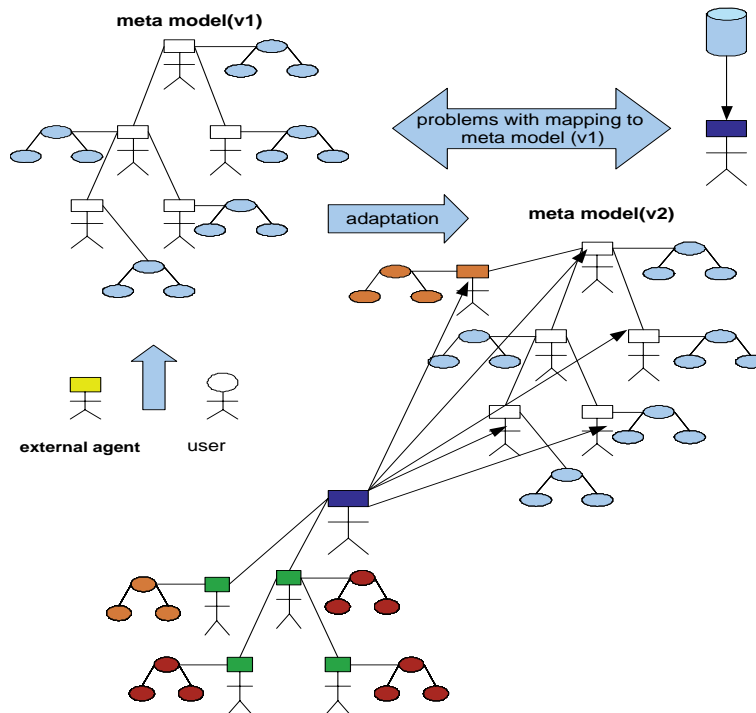 meta model(v1)
problems with mapping to
meta model (v1)
adaptation
meta model(v2)
external agent
user